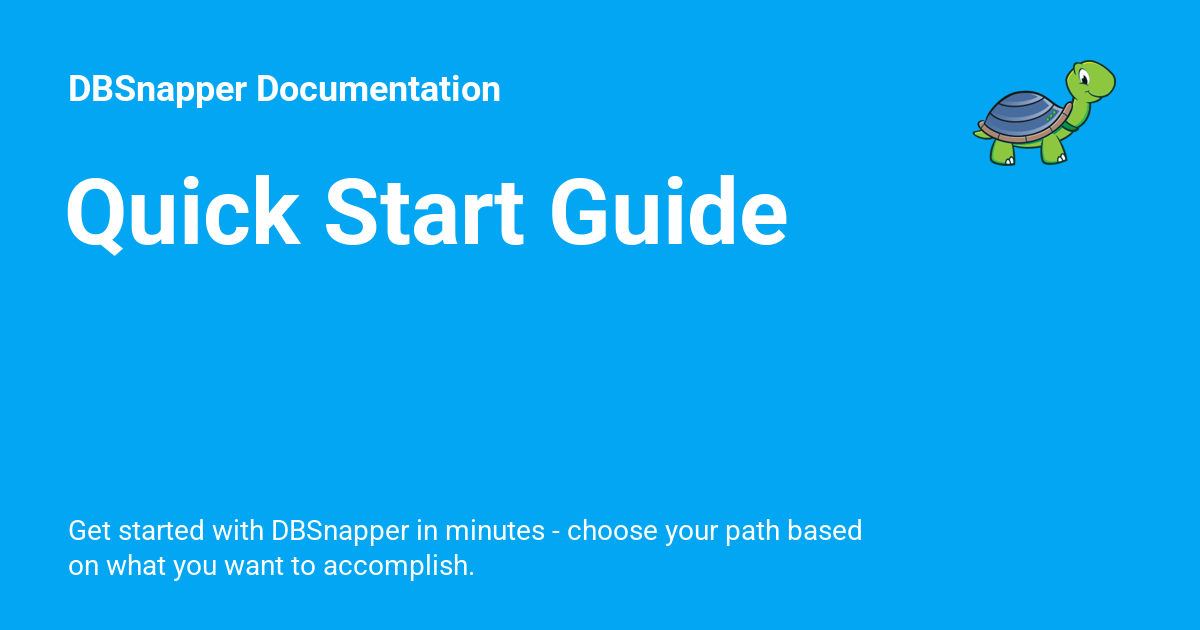 DBSnapper Documentation
Quick Start Guide
Get started with DBSnapper in minutes - choose your path based
on what you want to accomplish.